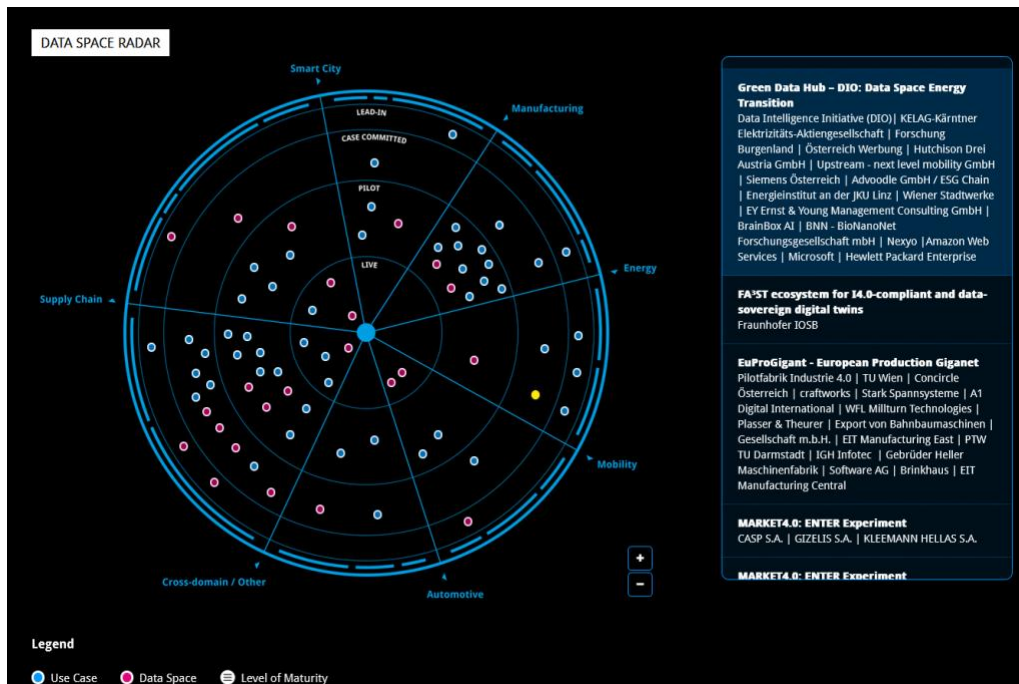 DATA SPACE RADAR
Smart City
Manufacturing
LEAD-IN
CASE COMMITTED
PILOT
LIVE
Energy
Supply Chain
Mobility
Cross-domain / Other
Automotive
+
−
Green Data Hub – DIO: Data Space Energy
Transition
Data Intelligence Initiative (DIO)| KELAG-Kärntner
Elektrizitäts-Aktiengesellschaft | Forschung
Burgenland | Österreich Werbung | Hutchison Drei
Austria GmbH | Upstream - next level mobility GmbH
| Siemens Österreich | Advoodle GmbH / ESG Chain
| Energieinstitut an der JKU Linz | Wiener Stadtwerke
| EY Ernst & Young Management Consulting GmbH |
BrainBox AI | BNN - BioNanoNet
Forschungsgesellschaft mbH | Nexyo |Amazon Web
Services | Microsoft | Hewlett Packard Enterprise
FA³ST ecosystem for I4.0-compliant and data-
sovereign digital twins
Fraunhofer IOSB
EuProGigant - European Production Giganet
Pilotfabrik Industrie 4.0 | TU Wien | Concircle
Österreich | craftworks | Stark Spannsysteme | A1
Digital International | WFL Millturn Technologies |
Plasser & Theurer | Export von Bahnbaumaschinen |
Gesellschaft m.b.H. | EIT Manufacturing East | PTW
TU Darmstadt | IGH Infotec | Gebrüder Heller
Maschinenfabrik | Software AG | Brinkhaus | EIT
Manufacturing Central
MARKET4.0: ENTER Experiment
CASP S.A. | GIZELIS S.A. | KLEEMANN HELLAS S.A.
MARKET4.0: ENTER Experiment
Legend
Use Case
Data Space
Level of Maturity